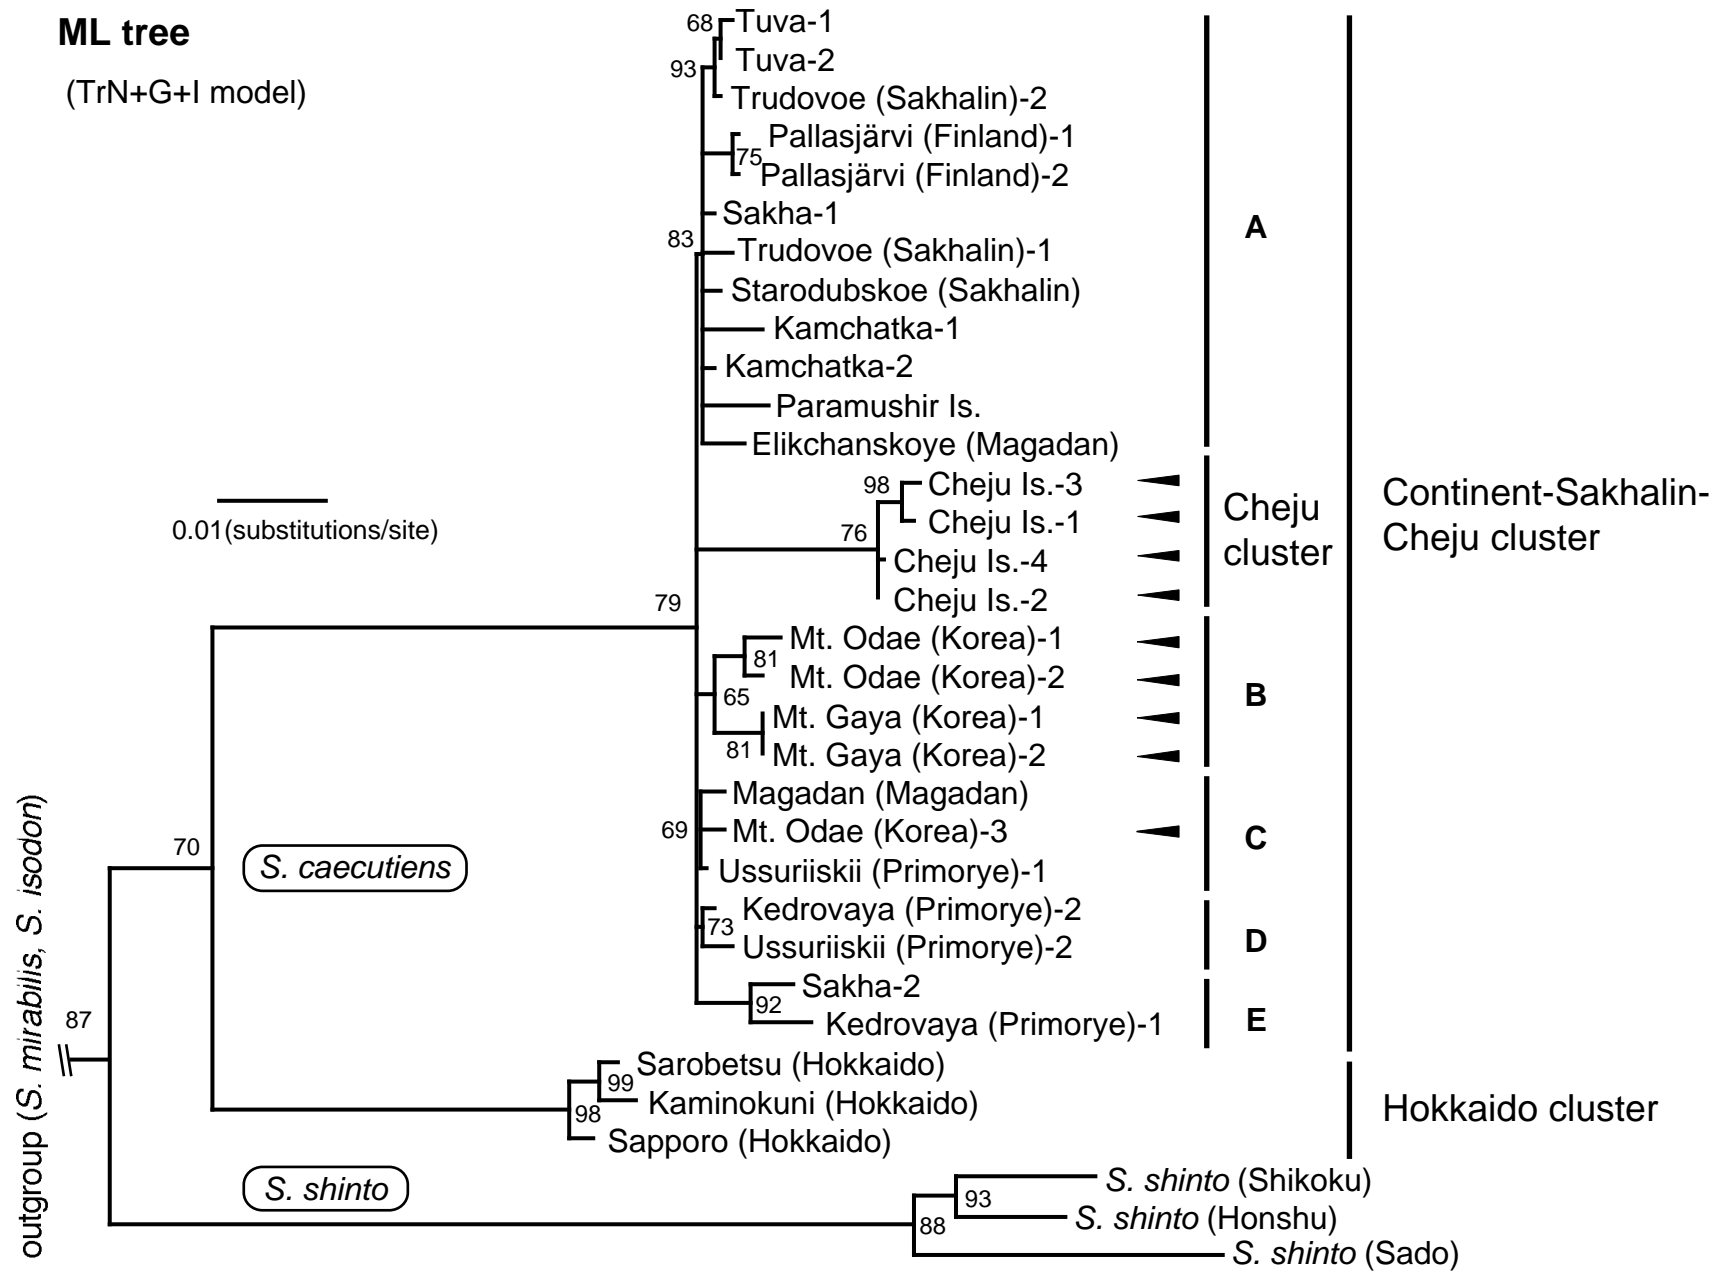 ML tree
(TrN+G+I model)
68
Tuva-1
Tuva-2
93
Trudovoe (Sakhalin)-2
Pallasjärvi (Finland)-1
75
Pallasjärvi (Finland)-2
Sakha-1
83
Trudovoe (Sakhalin)-1
Starodubskoe (Sakhalin)
Kamchatka-1
Kamchatka-2
Paramushir Is.
Elikchanskoye (Magadan)
A
0.01(substitutions/site)
98
Cheju Is.-3
Cheju Is.-1
76
Cheju Is.-4
Cheju Is.-2
Cheju
cluster
Continent-Sakhalin-
Cheju cluster
79
Mt. Odae (Korea)-1
81
Mt. Odae (Korea)-2
65
Mt. Gaya (Korea)-1
81
Mt. Gaya (Korea)-2
B
Magadan (Magadan)
69
Mt. Odae (Korea)-3
Ussuriiskii (Primorye)-1
C
70
S. caecutiens
Kedrovaya (Primorye)-2
73
Ussuriiskii (Primorye)-2
D
Sakha-2
92
Kedrovaya (Primorye)-1
E
87
outgroup (S. mirabilis, S. isodon)
Sarobetsu (Hokkaido)
99
Kaminokuni (Hokkaido)
98
Sapporo (Hokkaido)
Hokkaido cluster
S. shinto
S. shinto (Shikoku)
93
S. shinto (Honshu)
88
S. shinto (Sado)